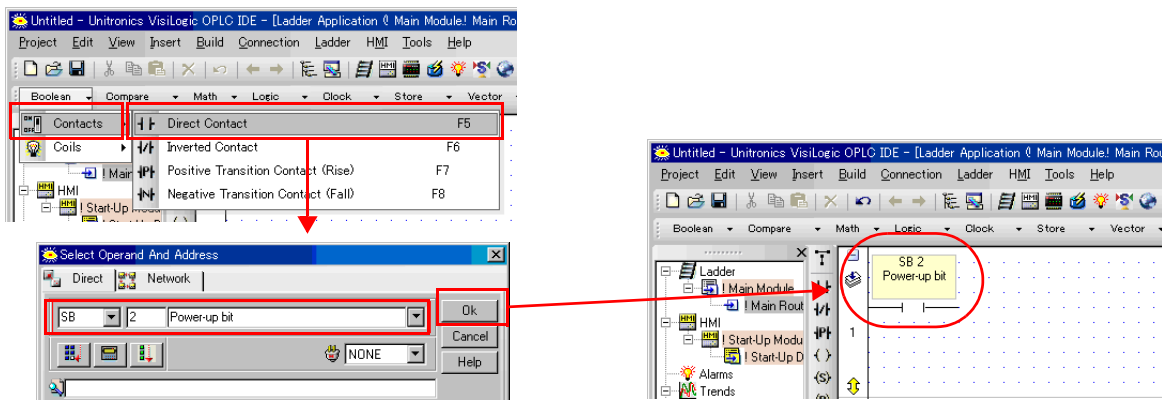 Untitled - Unitronics VisiLogic OPLC IDE - [Ladder Application (! Main Module! Main Ro
Project Edit View Insert Build Connection Ladder HMI Tools Help
Boolean Compare Math Logic Clock Store Vector
Contacts
Coils
Direct Contact F5
Inverted Contact F6
Positive Transition Contact (Rise) F7
Negative Transition Contact (Fall) F8
! Main
HMI
! Start-Up Modu
Select Operand And Address
Direct Network
SB 2 Power-up bit
Ok
Cancel
Help
NONE
Untitled - Unitronics VisiLogic OPLC IDE - [Ladder Application (! Main Module! Main Rou
Project Edit View Insert Build Connection Ladder HMI Tools Help
Boolean Compare Math Logic Clock Store Vector
Ladder
! Main Module
! Main Rout
HMI
! Start-Up Modu
! Start-Up D
Alarms
Trends
SB 2
Power-up bit
1